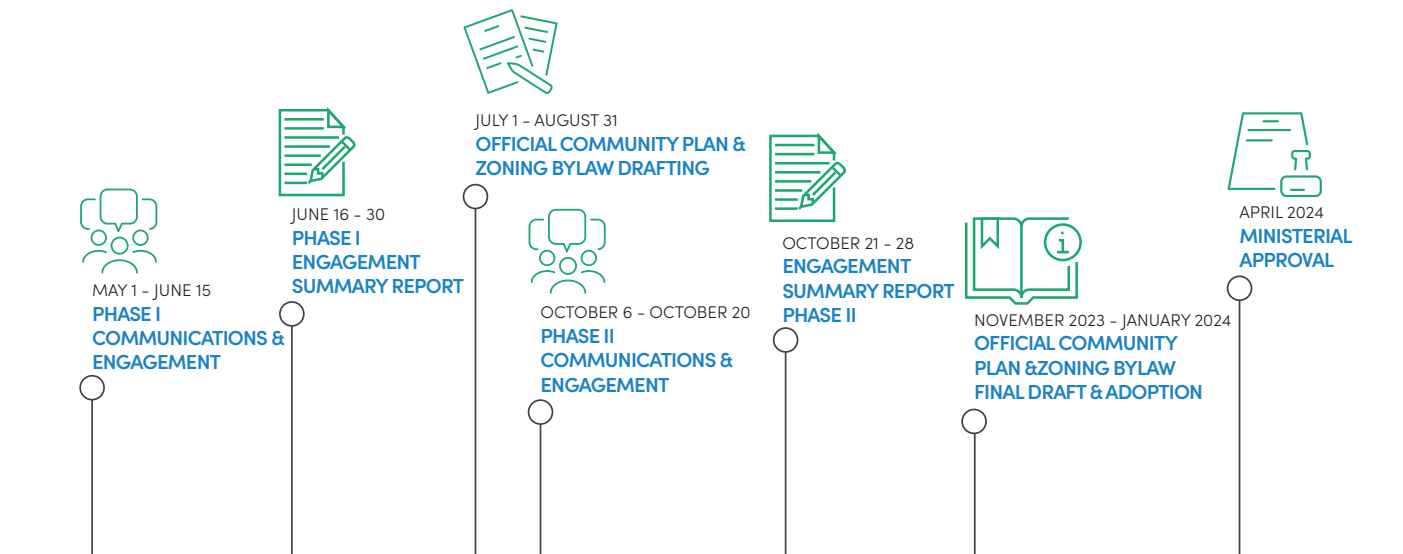 MAY 1 - JUNE 15
PHASE I
COMMUNICATIONS &
ENGAGEMENT
JUNE 16 - 30
PHASE I
ENGAGEMENT
SUMMARY REPORT
JULY 1 - AUGUST 31
OFFICIAL COMMUNITY PLAN &
ZONING BYLAW DRAFTING
OCTOBER 6 - OCTOBER 20
PHASE II
COMMUNICATIONS &
ENGAGEMENT
OCTOBER 21 - 28
ENGAGEMENT
SUMMARY REPORT
PHASE II
NOVEMBER 2023 - JANUARY 2024
OFFICIAL COMMUNITY
PLAN &ZONING BYLAW
FINAL DRAFT & ADOPTION
APRIL 2024
MINISTERIAL
APPROVAL